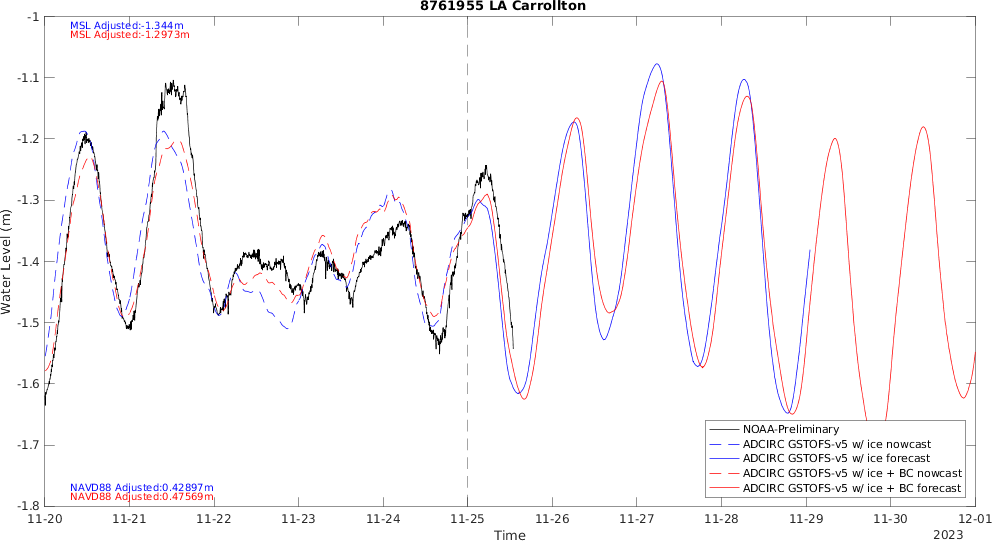 8761955 LA Carrollton
MSL Adjusted:-1.344m
MSL Adjusted:-1.2973m
-1
-1.1
-1.2
-1.3
-1.4
-1.5
-1.6
-1.7
-1.8
Water Level (m)
NAVD88 Adjusted:0.42897m
NAVD88 Adjusted:0.47569m
NOAA-Preliminary
ADCIRC GSTOFS-v5 w/ ice nowcast
ADCIRC GSTOFS-v5 w/ ice forecast
ADCIRC GSTOFS-v5 w/ ice + BC nowcast
ADCIRC GSTOFS-v5 w/ ice + BC forecast
11-20 11-21 11-22 11-23 11-24 11-25 11-26 11-27 11-28 11-29 11-30 12-01
Time
2023